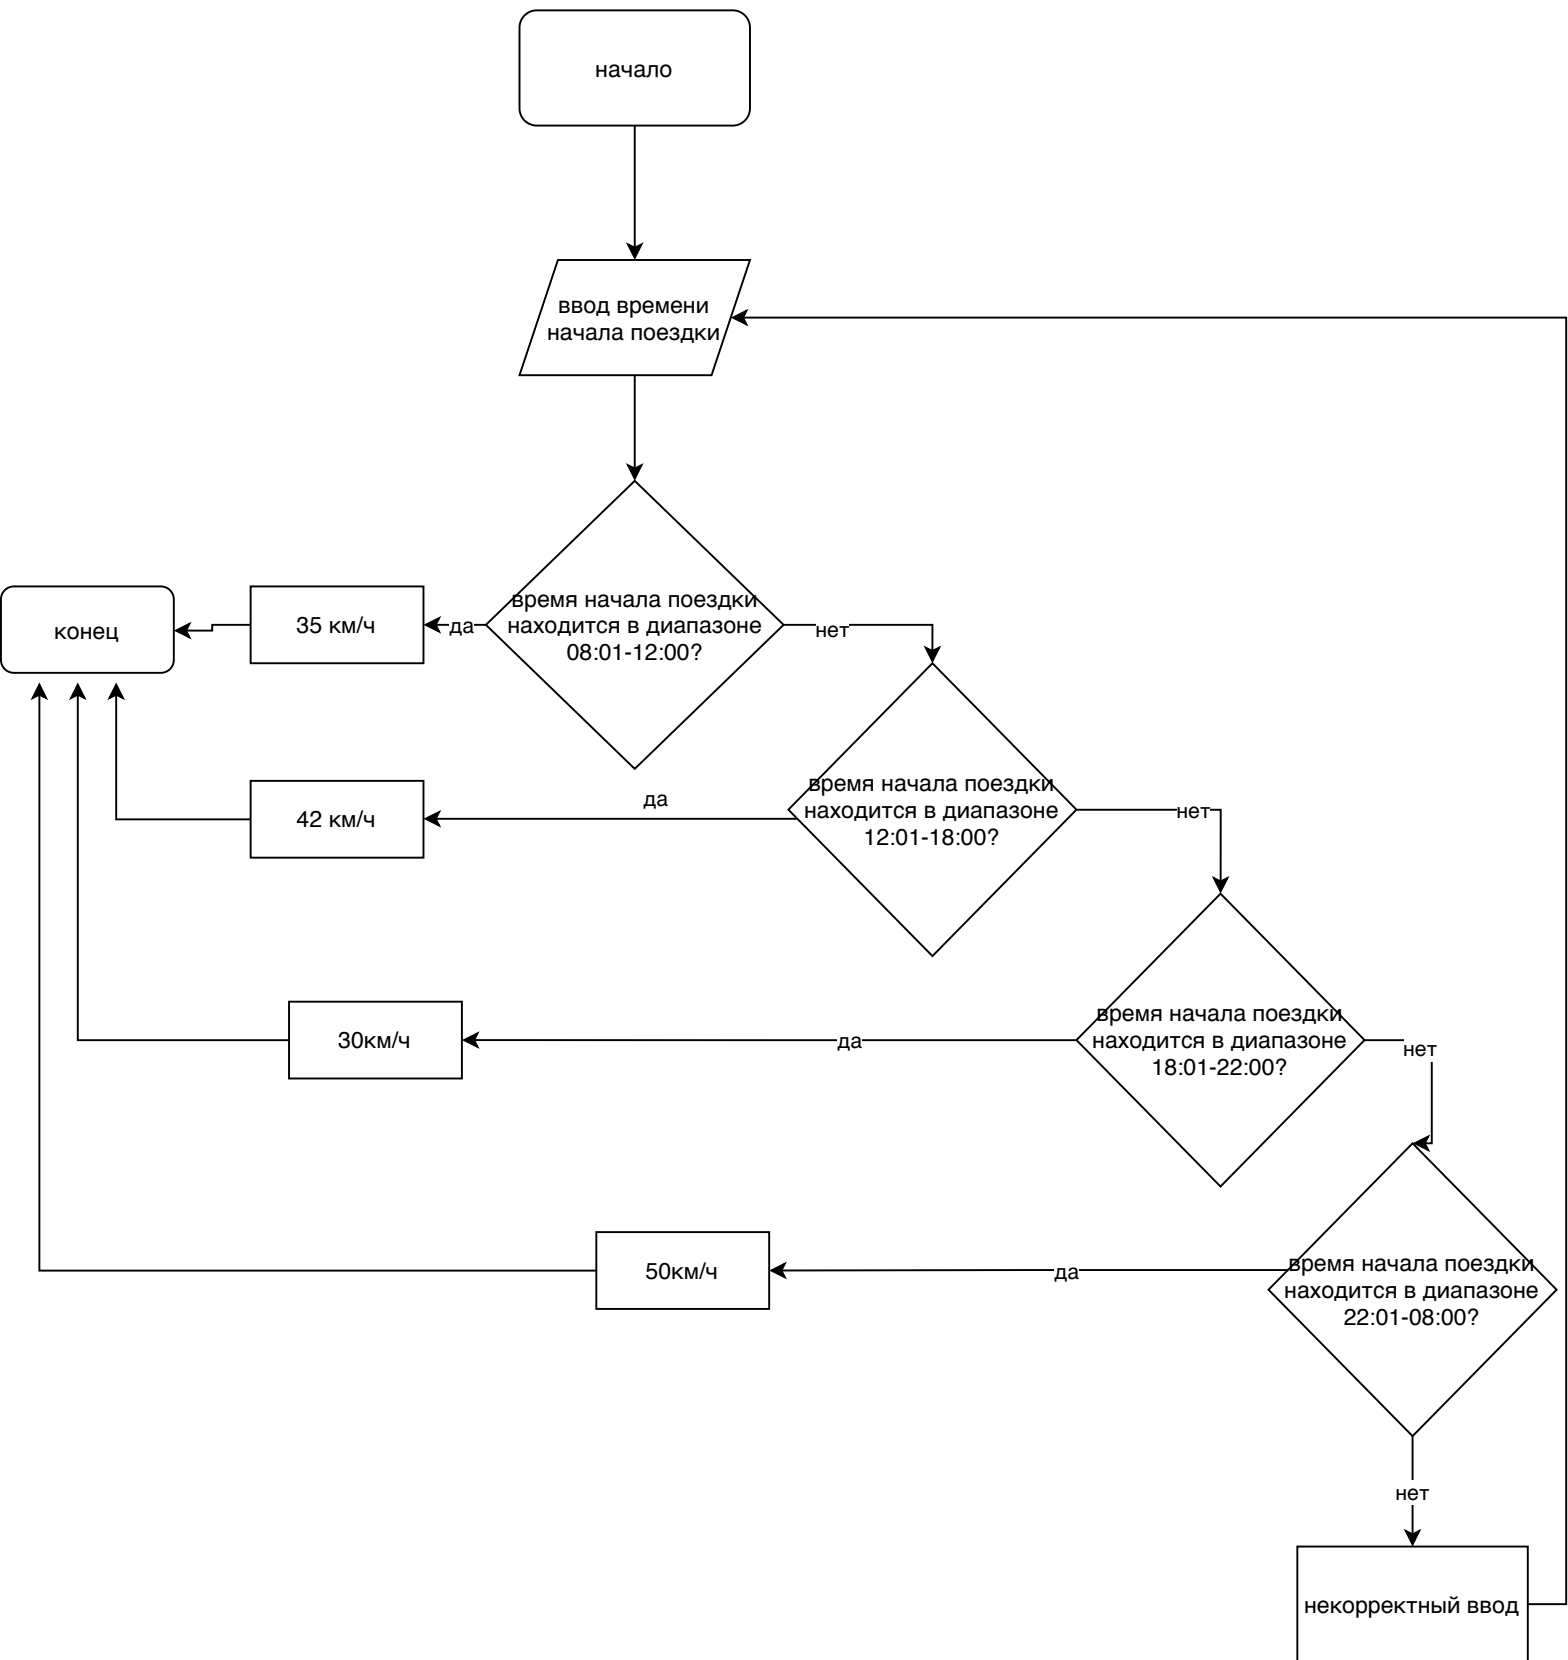 начало
ввод времени
начала поездки
время начала поездки
находится в диапазоне
08:01-12:00?
да
35 км/ч
конец
нет
время начала поездки
находится в диапазоне
12:01-18:00?
да
42 км/ч
нет
время начала поездки
находится в диапазоне
18:01-22:00?
да
30км/ч
нет
время начала поездки
находится в диапазоне
22:01-08:00?
да
50км/ч
нет
некорректный ввод